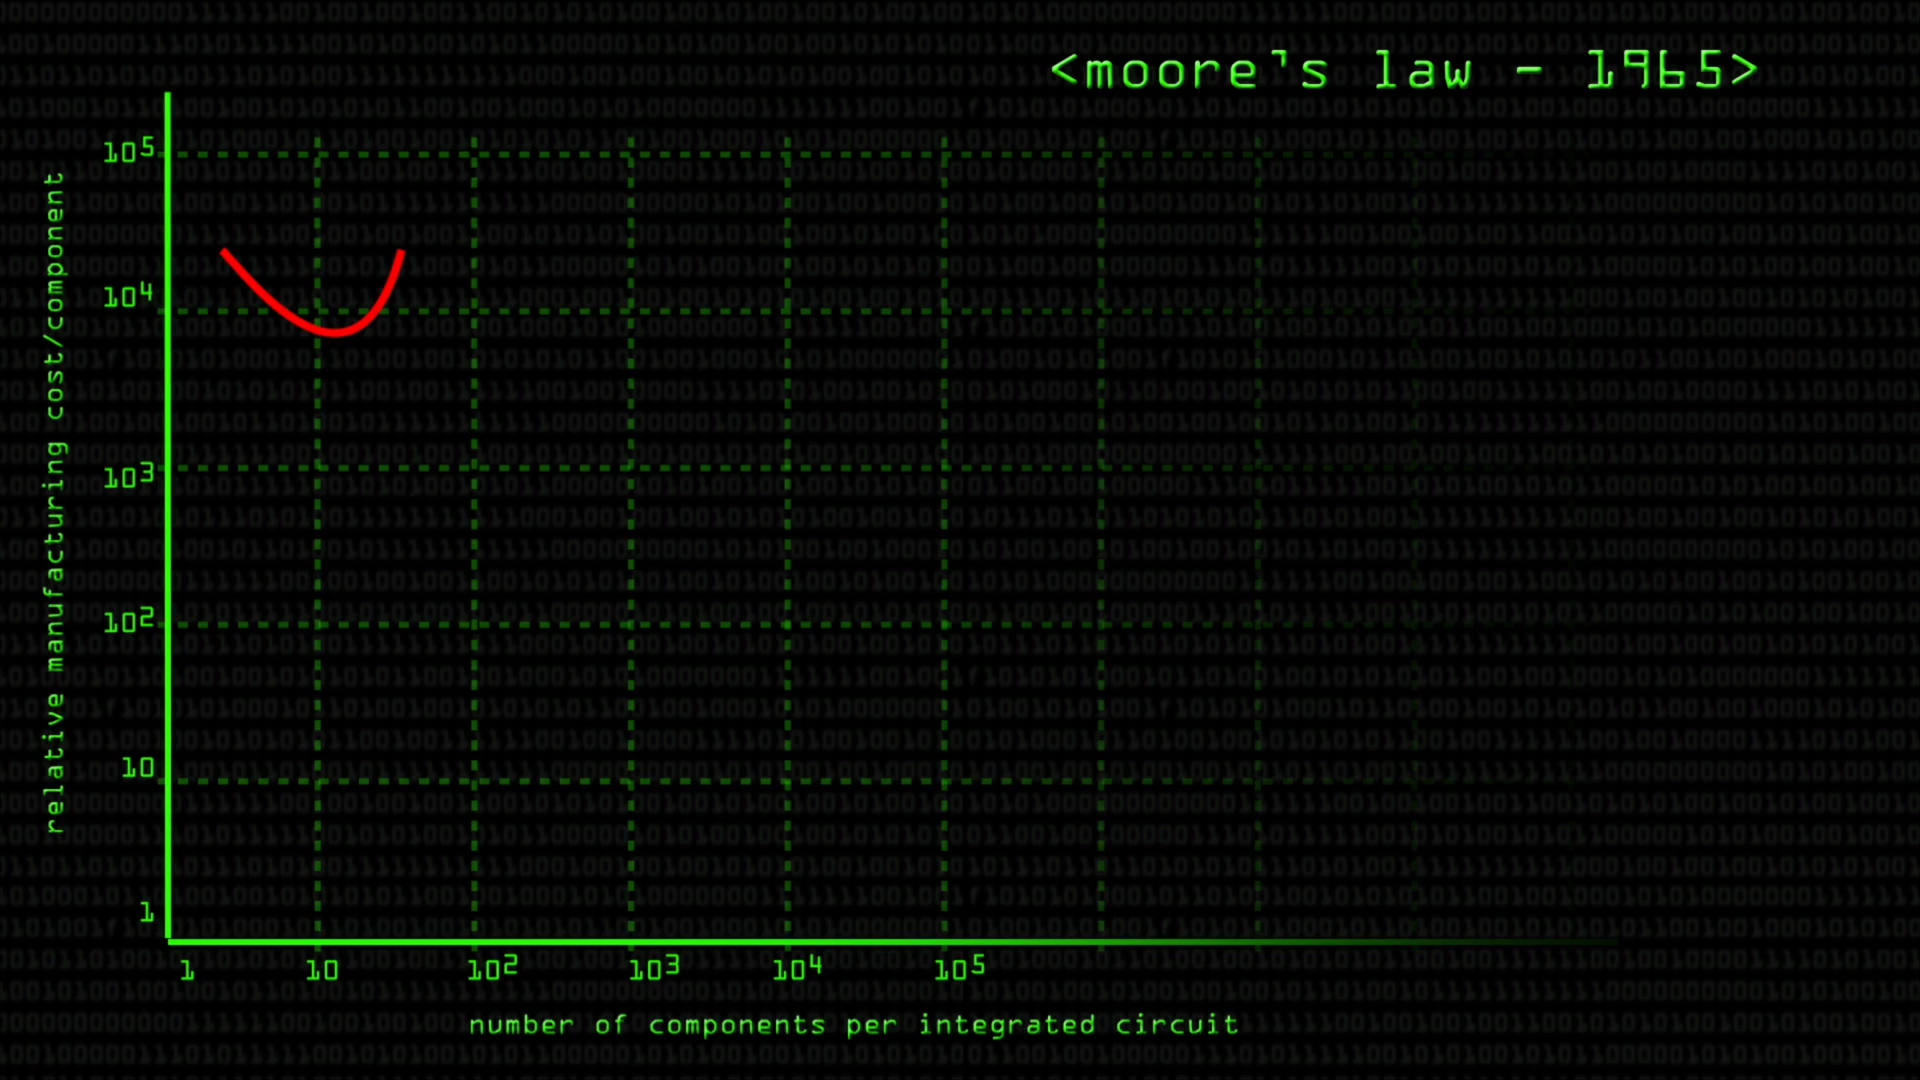 <moore's law - 1965>
relative manufacturing cost/component
10⁵
10⁴
10³
10²
10
1
1 10 10² 10³ 10⁴ 10⁵
number of components per integrated circuit